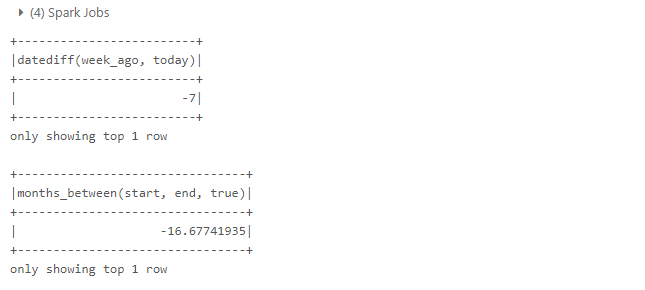 (4) Spark Jobs
+-------------------------+
|datediff(week_ago, today)|
+-------------------------+
|                       -7|
+-------------------------+
only showing top 1 row
+-------------------------------+
|months_between(start, end, true)|
+-------------------------------+
|                    -16.67741935|
+-------------------------------+
only showing top 1 row